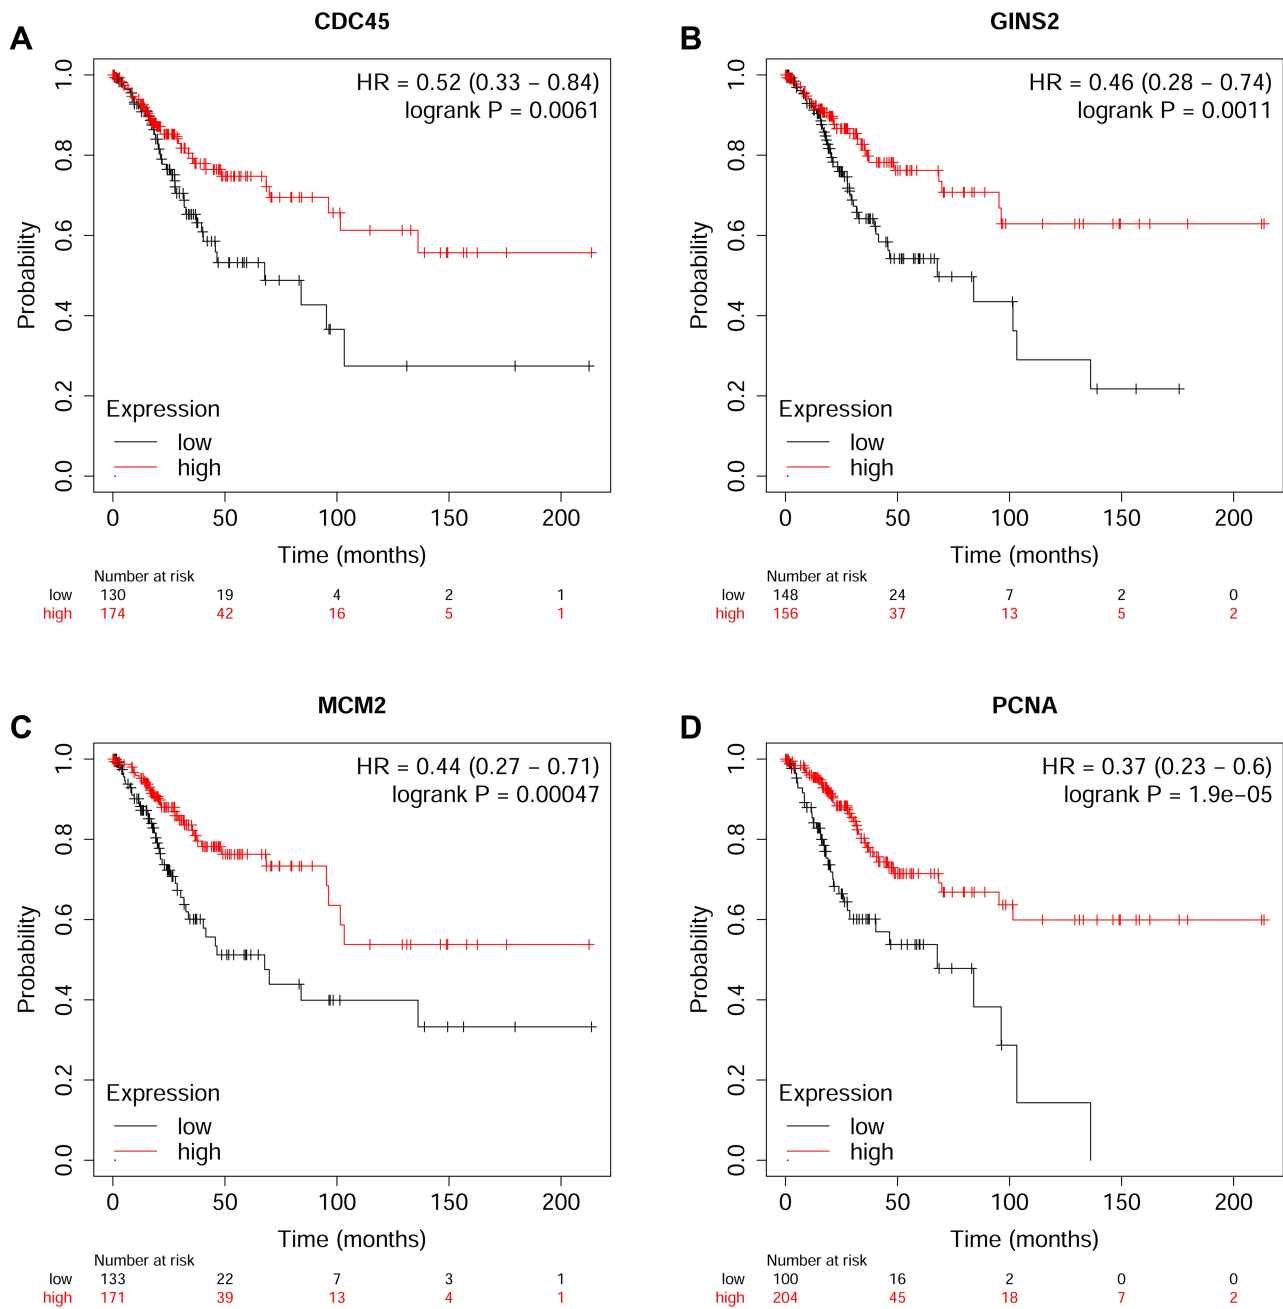 A
CDC45
HR = 0.52 (0.33 − 0.84)
logrank P = 0.0061
Probability
1.0
0.8
0.6
0.4
0.2
0.0
Expression
low
high
0 50 100 150 200
Time (months)
Number at risk
low 130 19 4 2 1
high 174 42 16 5 1
B
GINS2
HR = 0.46 (0.28 − 0.74)
logrank P = 0.0011
Probability
1.0
0.8
0.6
0.4
0.2
0.0
Expression
low
high
0 50 100 150 200
Time (months)
Number at risk
148 24 7 2 0
156 37 13 5 2
C
MCM2
HR = 0.44 (0.27 − 0.71)
logrank P = 0.00047
Probability
1.0
0.8
0.6
0.4
0.2
0.0
Expression
low
high
0 50 100 150 200
Time (months)
Number at risk
low 133 22 7 3 1
high 171 39 13 4 1
D
PCNA
HR = 0.37 (0.23 − 0.6)
logrank P = 1.9e−05
Probability
1.0
0.8
0.6
0.4
0.2
0.0
Expression
low
high
0 50 100 150 200
Time (months)
Number at risk
low 100 16 2 0 0
high 204 45 18 7 2